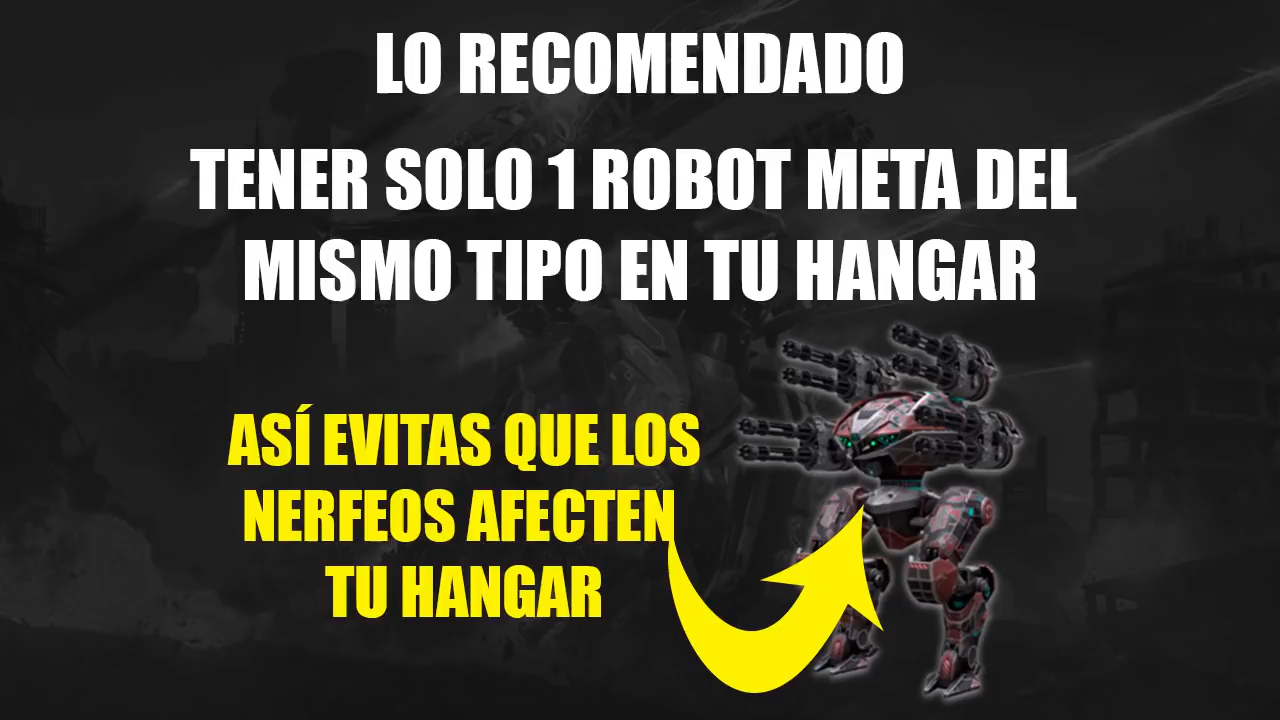 LO RECOMENDADO
TENER SOLO 1 ROBOT META DEL
MISMO TIPO EN TU HANGAR
ASÍ EVITAS QUE LOS
NERFEOS AFECTEN
TU HANGAR